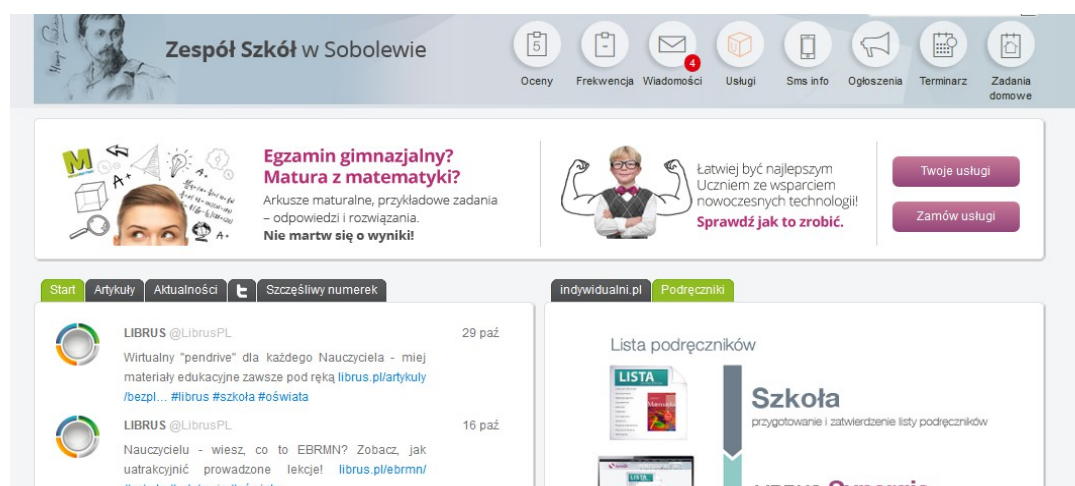 Zespół Szkół w Sobolewie
5
4
Oceny
Frekwencja
Wiadomości
Usługi
Sms info
Ogłoszenia
Terminarz
Zadania
domowe
M
A+
A+
A+
Egzamin gimnazjalny?
Matura z matematyki?
Arkusze maturalne, przykładowe zadania
– odpowiedzi i rozwiązania.
Nie martw się o wyniki!
Łatwiej być najlepszym
Uczniem ze wsparciem
nowoczesnych technologii!
Sprawdź jak to zrobić.
Twoje usługi
Zamów usługi
Start
Artykuły
Aktualności
Szczęśliwy numerek
LIBRUS @LibrusPL
29 paź
Wirtualny "pendrive" dla każdego Nauczyciela - miej
materiały edukacyjne zawsze pod ręką librus.pl/artykuly
/bezpl… #librus #szkoła #oświata
LIBRUS @LibrusPL
16 paź
Nauczycielu - wiesz, co to EBRMN? Zobacz, jak
uatrakcyjnić prowadzone lekcje! librus.pl/ebrmn/
indywidualni.pl
Podręczniki
Lista podręczników
LISTA
Matematyka
Szkoła
przygotowanie i zatwierdzenie listy podręczników
LISTA
LIBRUS Synergia